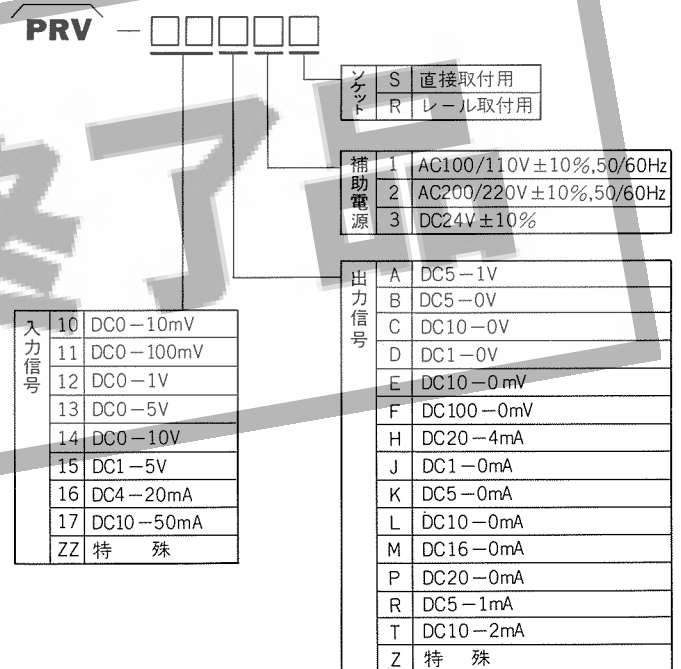 PRV － □□□□□
ソケット
S 直接取付用
R レール取付用
補助電源
1 AC100/110V±10%,50/60Hz
2 AC200/220V±10%,50/60Hz
3 DC24V±10%
出力信号
A DC5－1V
B DC5－0V
C DC10－0V
D DC1－0V
E DC10－0mV
F DC100－0mV
H DC20－4mA
J DC1－0mA
K DC5－0mA
L DC10－0mA
M DC16－0mA
P DC20－0mA
R DC5－1mA
T DC10－2mA
Z 特 殊
入力信号
10 DC0－10mV
11 DC0－100mV
12 DC0－1V
13 DC0－5V
14 DC0－10V
15 DC1－5V
16 DC4－20mA
17 DC10－50mA
ZZ 特 殊
終了品